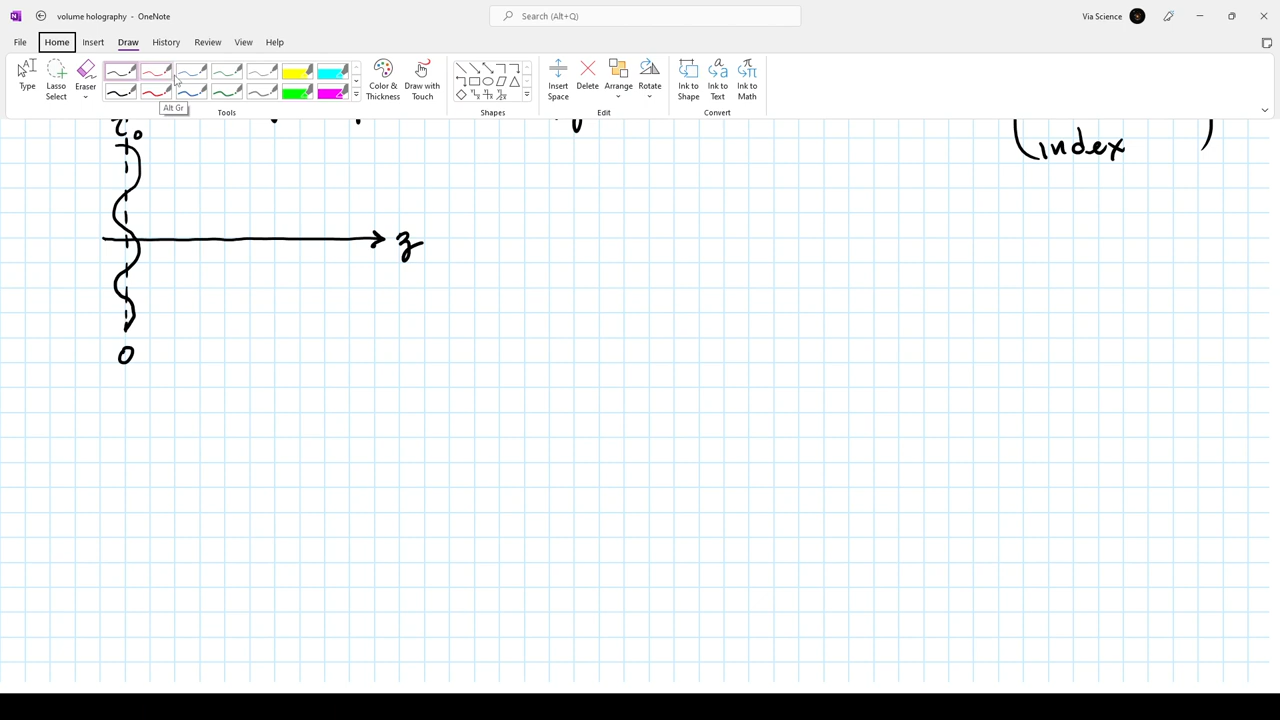 volume holography - OneNote
Search (Alt+Q)
Via Science
File Home Insert Draw History Review View Help
Type
Lasso Select
Eraser
Color & Thickness
Draw with Touch
Insert Space
Delete
Arrange
Rotate
Ink to Shape
Ink to Text
Ink to Math
Alt Gr
Tools
Shapes
Edit
Convert
(index )
z
0